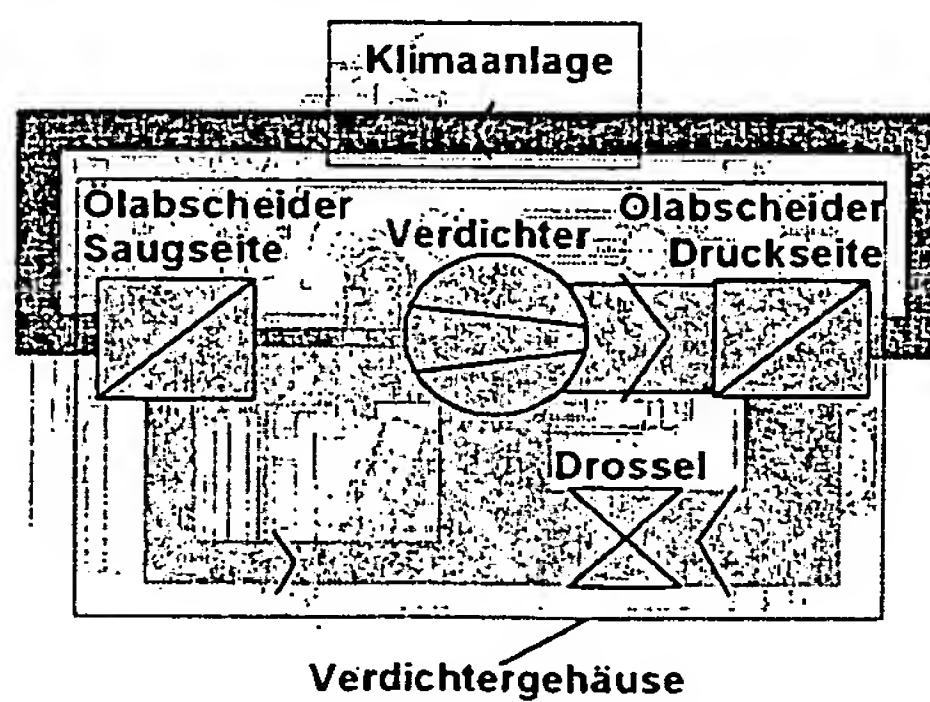 Klimaanlage
Ölabscheider
Saugseite
Verdichter
Ölabscheider
Druckseite
Drossel
Verdichtergehäuse